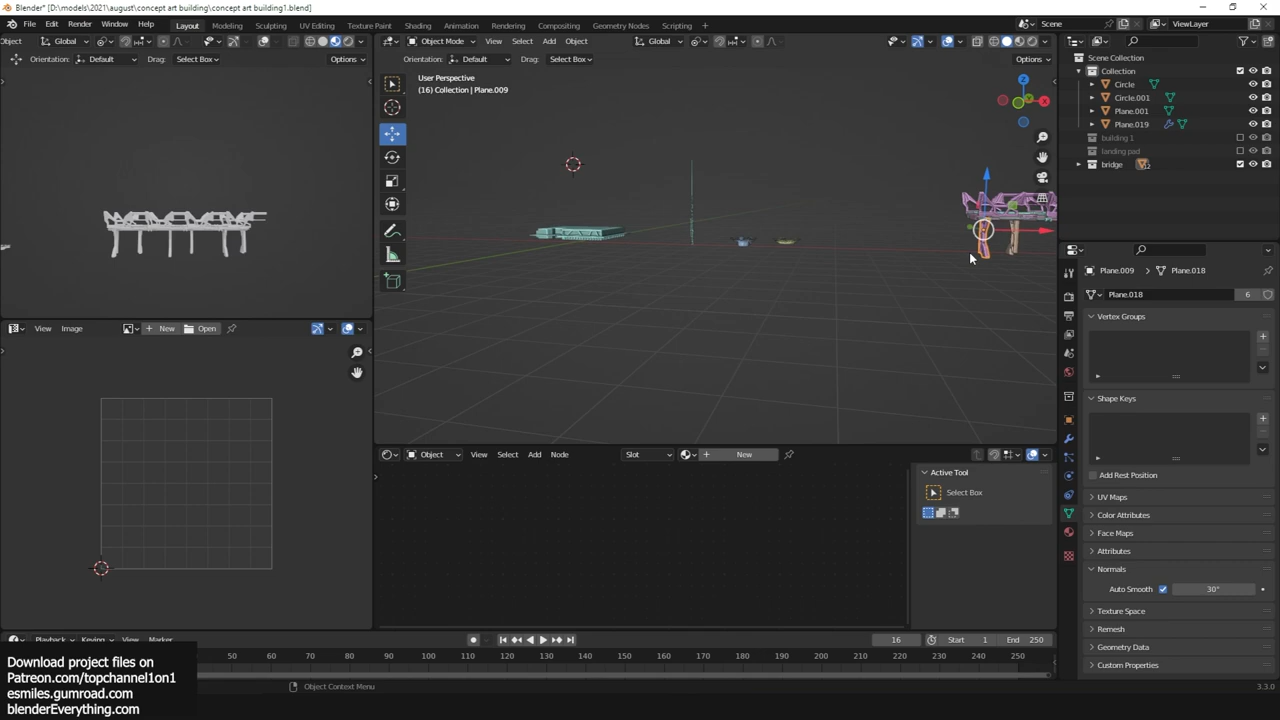 Blender* [D:\models\2021\august\concept art building\concept art building1.blend]
File Edit Render Window Help Layout Modeling Sculpting UV Editing Texture Paint Shading Animation Rendering Compositing Geometry Nodes Scripting + Scene ViewLayer
Object Global Object Mode View Select Add Object Global
Orientation: Default Drag: Select Box Options Orientation: Default Drag: Select Box Options
Scene Collection
Collection
Circle
Circle.001
Plane.001
Plane.019
building 1
landing pad
bridge
User Perspective
(16) Collection | Plane.009
Z
X
Plane.009 Plane.018
Plane.018 6
Vertex Groups
Shape Keys
Add Rest Position
UV Maps
Color Attributes
Face Maps
Attributes
Normals
Auto Smooth 30°
Texture Space
Remesh
Geometry Data
Custom Properties
View Image New Open
Object View Select Add Node Slot New
Active Tool
Select Box
Playback Keying View Marker 16 Start 1 End 250
50 60 70 80 90 100 110 120 130 140 150 160 170 180 190 200 210 220 230 240 250
Object Context Menu 3.3.0
Download project files on
Patreon.com/topchannel1on1
esmiles.gumroad.com
blenderEverything.com